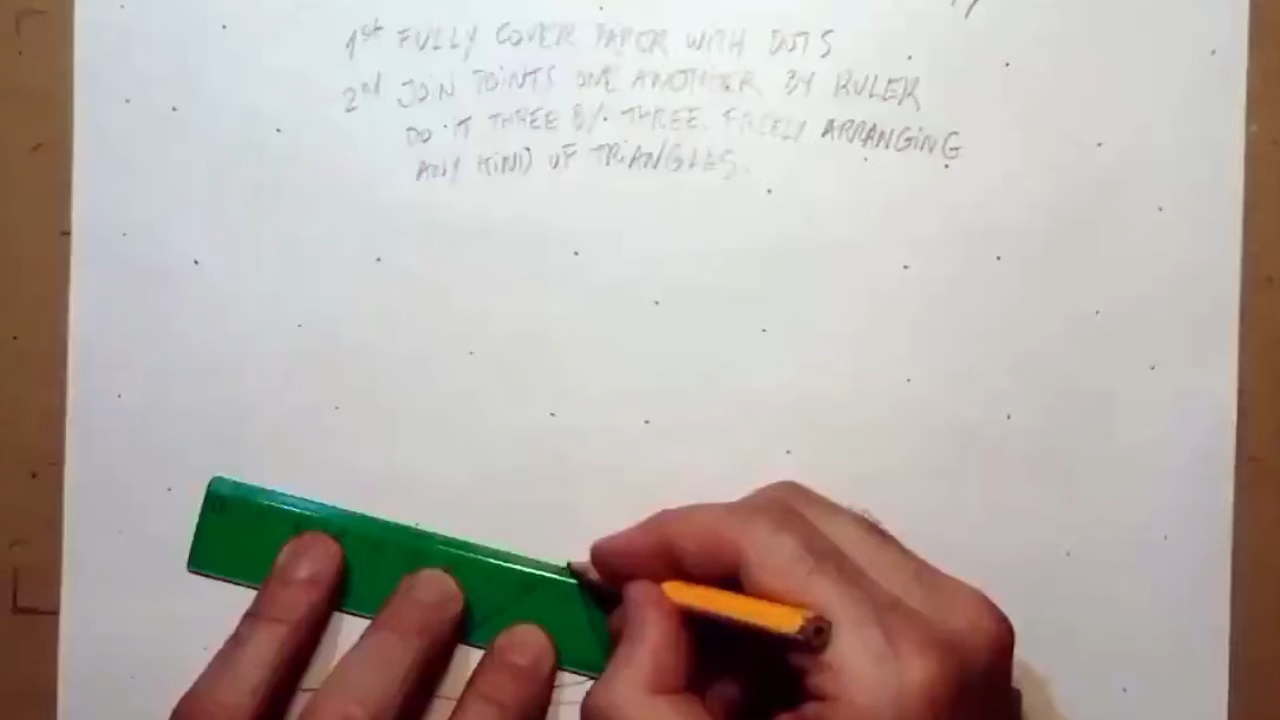 1st FULLY COVER PAPER WITH DOTS
2nd JOIN POINTS ONE ANOTHER BY RULER
DO IT THREE BY THREE. FREELY ARRANGING
ANY KIND OF TRIANGLES.